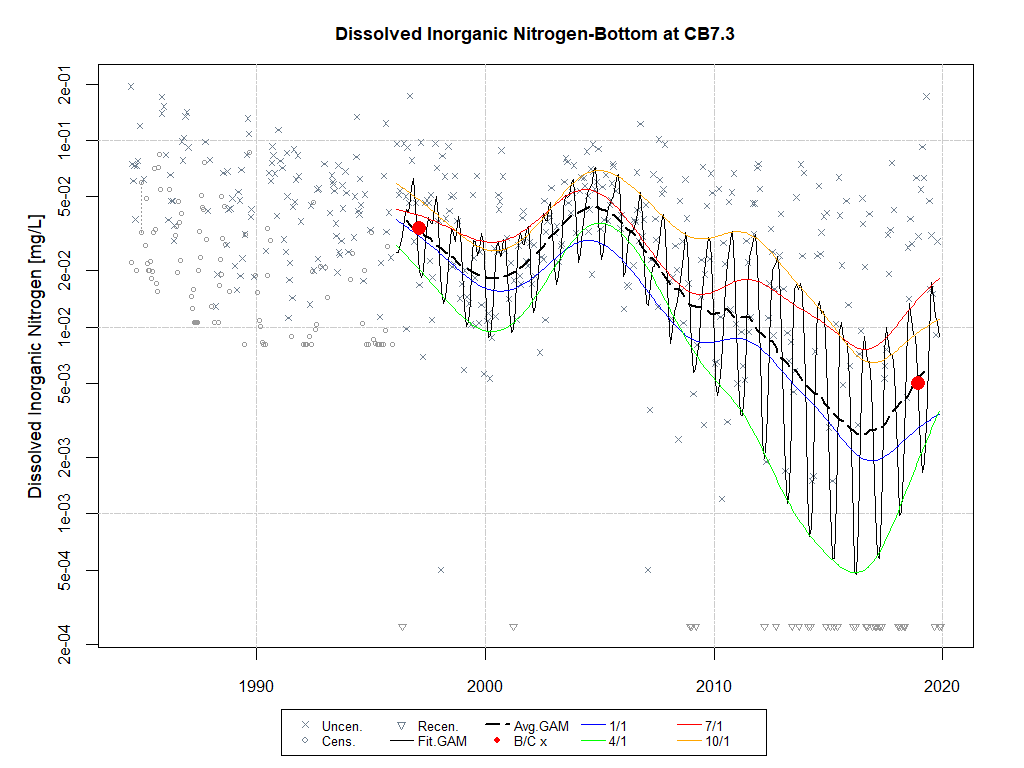 Dissolved Inorganic Nitrogen-Bottom at CB7.3
Dissolved Inorganic Nitrogen [mg/L]
2e-01
1e-01
5e-02
2e-02
1e-02
5e-03
2e-03
1e-03
5e-04
2e-04
1990 2000 2010 2020
Uncen. Recen. Avg.GAM 1/1 7/1
Cens. Fit.GAM B/C x 4/1 10/1